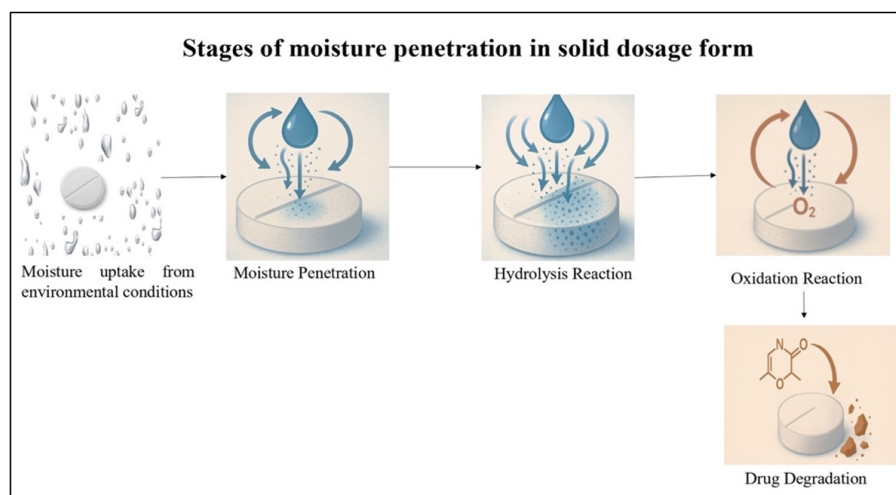 Stages of moisture penetration in solid dosage form
Moisture uptake from
environmental conditions
Moisture Penetration
Hydrolysis Reaction
O2
Oxidation Reaction
N
O
O
Drug Degradation